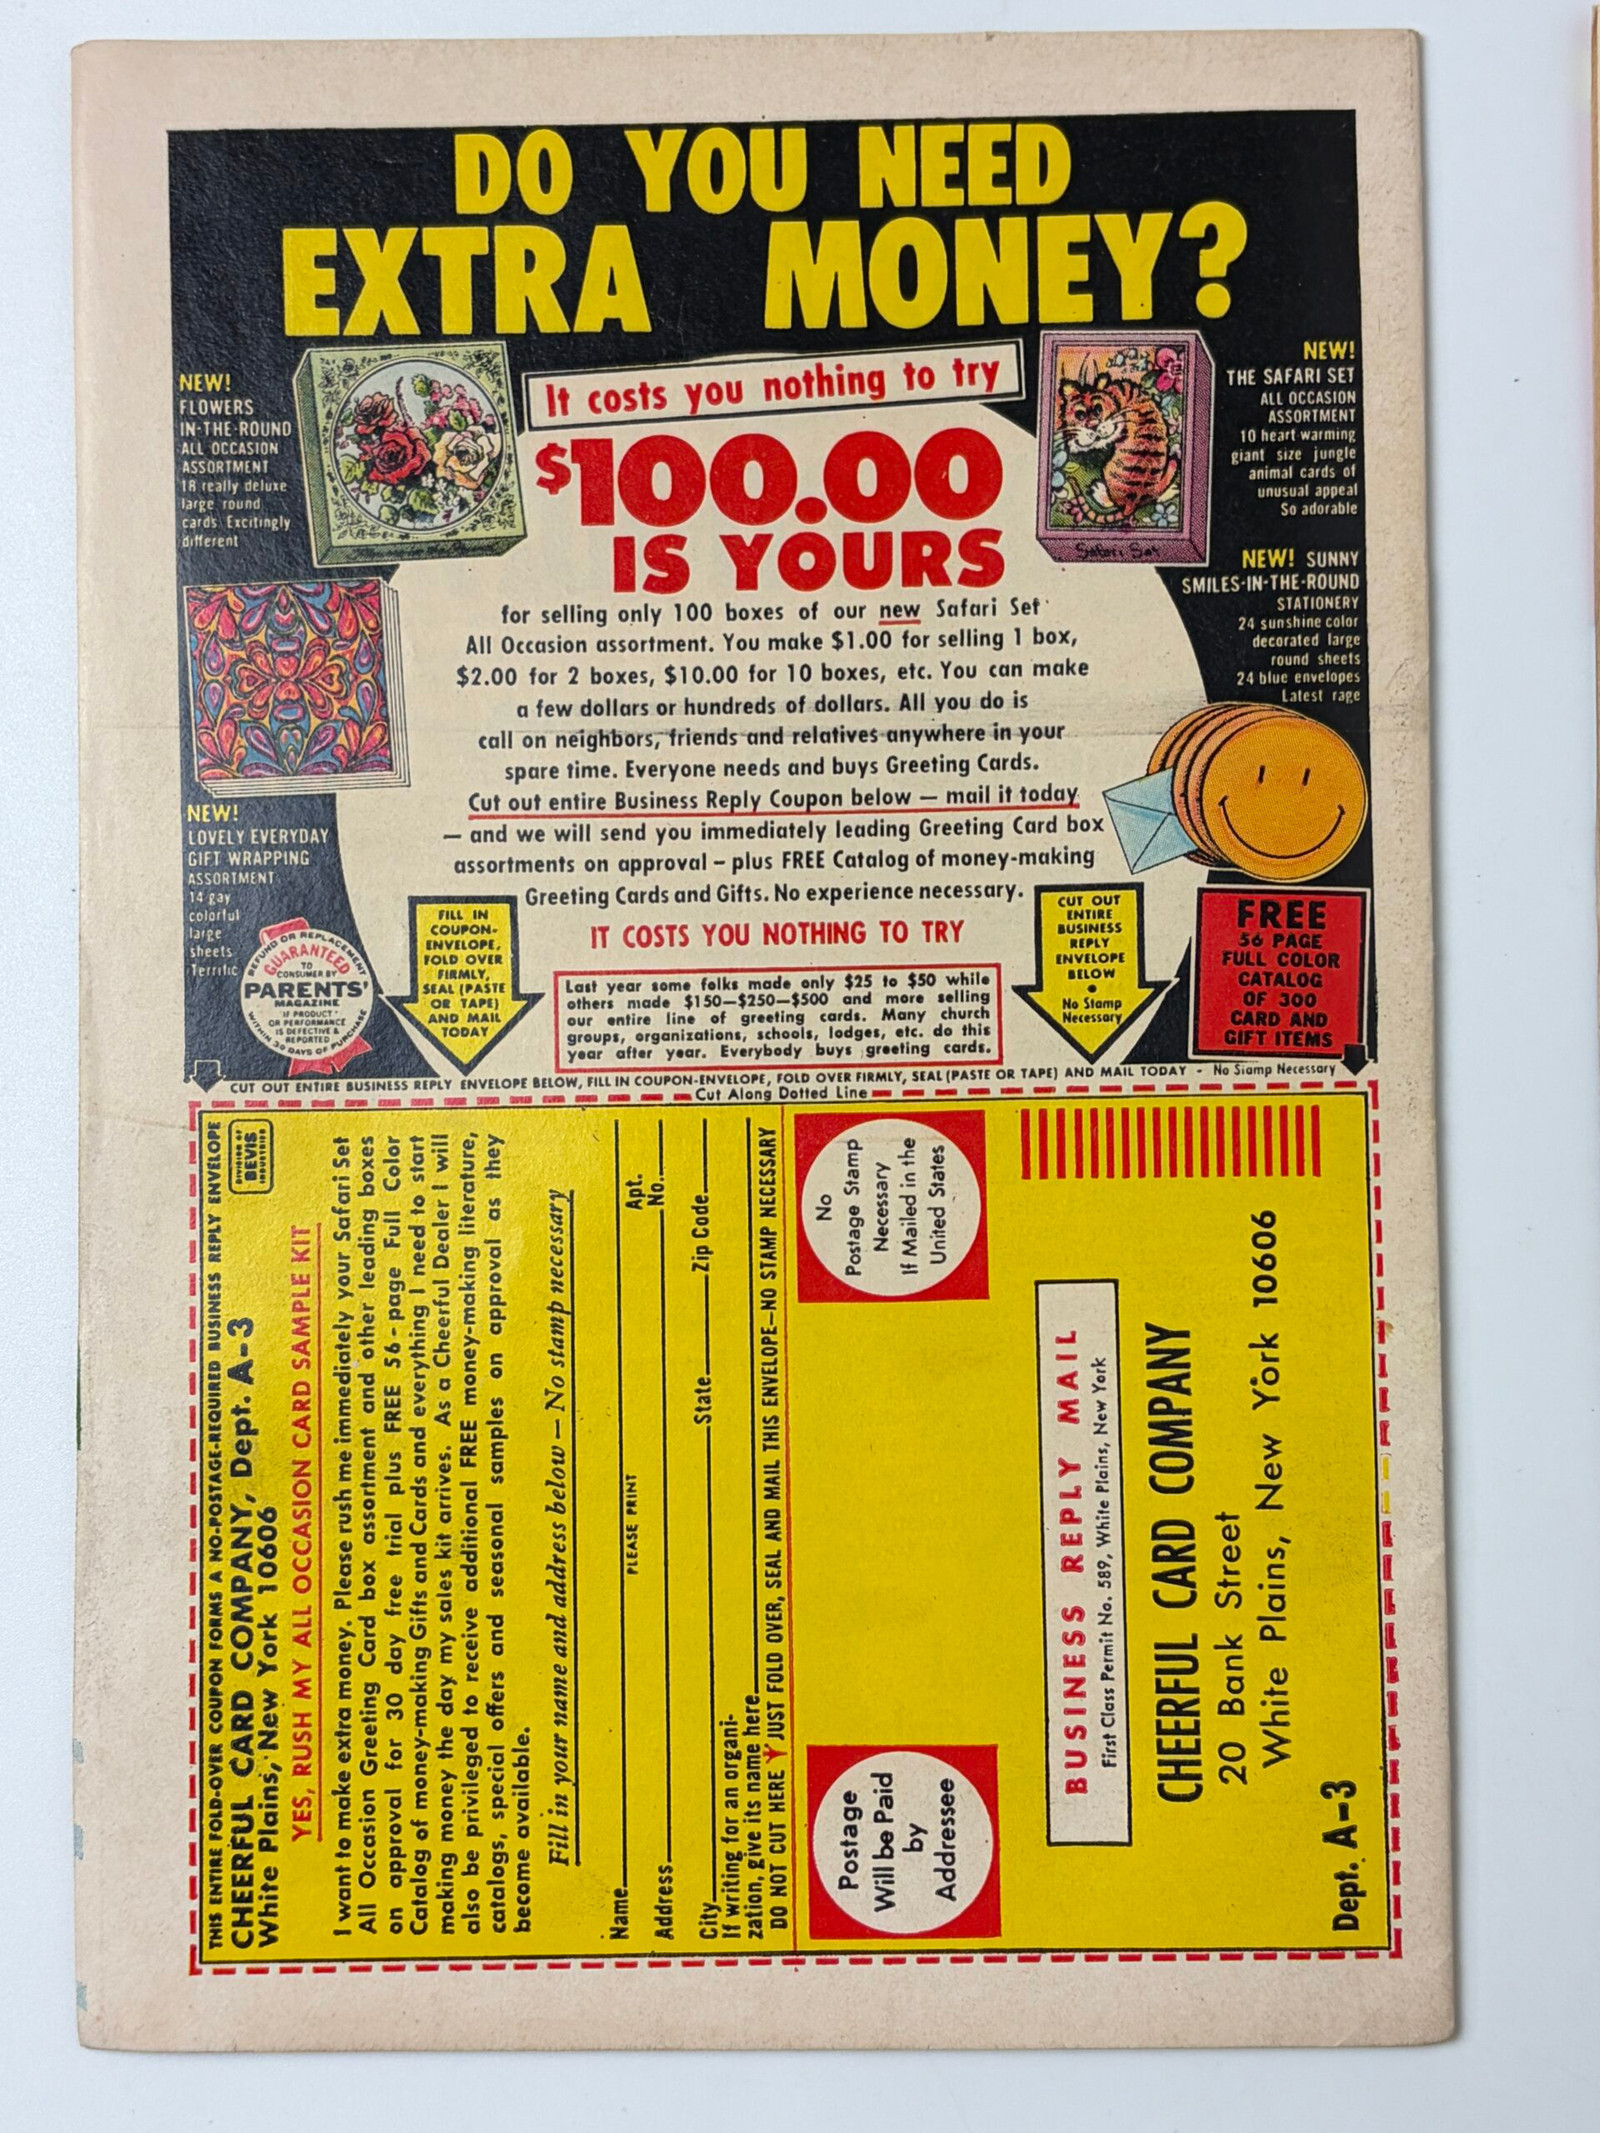 DO YOU NEED
EXTRA MONEY?
It costs you nothing to try
NEW!
FLOWERS
IN-THE-ROUND
ALL OCCASION
ASSORTMENT
18 really deluxe
large round
cards Excitingly
different
NEW!
THE SAFARI SET
ALL OCCASION
ASSORTMENT
10 heart-warming
giant size jungle
animal cards of
unusual appeal
So adorable
Safari Set
$100.00
IS YOURS
for selling only 100 boxes of our new Safari Set
All Occasion assortment. You make $1.00 for selling 1 box,
$2.00 for 2 boxes, $10.00 for 10 boxes, etc. You can make
a few dollars or hundreds of dollars. All you do is
call on neighbors, friends and relatives anywhere in your
spare time. Everyone needs and buys Greeting Cards.
Cut out entire Business Reply Coupon below — mail it today
— and we will send you immediately leading Greeting Card box
assortments on approval – plus FREE Catalog of money-making
Greeting Cards and Gifts. No experience necessary.
IT COSTS YOU NOTHING TO TRY
NEW! SUNNY
SMILES-IN-THE-ROUND
STATIONERY
24 sunshine color
decorated large
round sheets
24 blue envelopes
Latest rage
NEW!
LOVELY EVERYDAY
GIFT WRAPPING
ASSORTMENT
14 gay
colorful
large
sheets
Terrific
REFUND OR REPLACEMENT
GUARANTEED
TO
CONSUMER BY
PARENTS'
MAGAZINE
IF PRODUCT
OR PERFORMANCE
IS DEFECTIVE &
REPORTED
WITHIN 30 DAYS OF PURCHASE
FILL IN
COUPON-
ENVELOPE,
FOLD OVER
FIRMLY,
SEAL (PASTE
OR TAPE)
AND MAIL
TODAY
Last year some folks made only $25 to $50 while
others made $150—$250—$500 and more selling
our entire line of greeting cards. Many church
groups, organizations, schools, lodges, etc. do this
year after year. Everybody buys greeting cards.
CUT OUT
ENTIRE
BUSINESS
REPLY
ENVELOPE
BELOW
•
No Stamp
Necessary
FREE
56 PAGE
FULL COLOR
CATALOG
OF 300
CARD AND
GIFT ITEMS
CUT OUT ENTIRE BUSINESS REPLY ENVELOPE BELOW, FILL IN COUPON-ENVELOPE, FOLD OVER FIRMLY, SEAL (PASTE OR TAPE) AND MAIL TODAY - No Stamp Necessary
Cut Along Dotted Line
THIS ENTIRE FOLD-OVER COUPON FORMS A NO-POSTAGE-REQUIRED BUSINESS REPLY ENVELOPE
CHEERFUL CARD COMPANY, Dept. A-3
White Plains, New York 10606
DIVISION OF
BEVIS
INDUSTRIES
YES, RUSH MY ALL OCCASION CARD SAMPLE KIT
I want to make extra money. Please rush me immediately your Safari Set
All Occasion Greeting Card box assortment and other leading boxes
on approval for 30 day free trial plus FREE 56-page Full Color
Catalog of money-making Gifts and Cards and everything I need to start
making money the day my sales kit arrives. As a Cheerful Dealer I will
also be privileged to receive additional FREE money-making literature,
catalogs, special offers and seasonal samples on approval as they
become available.
Fill in your name and address below — No stamp necessary
Name
PLEASE PRINT
Address Apt. No.
City State Zip Code
If writing for an organi-
zation, give its name here
DO NOT CUT HERE JUST FOLD OVER, SEAL AND MAIL THIS ENVELOPE—NO STAMP NECESSARY
Postage
Will be Paid
by
Addressee
No
Postage Stamp
Necessary
If Mailed in the
United States
BUSINESS REPLY MAIL
First Class Permit No. 589, White Plains, New York
CHEERFUL CARD COMPANY
20 Bank Street
White Plains, New York 10606
Dept. A-3